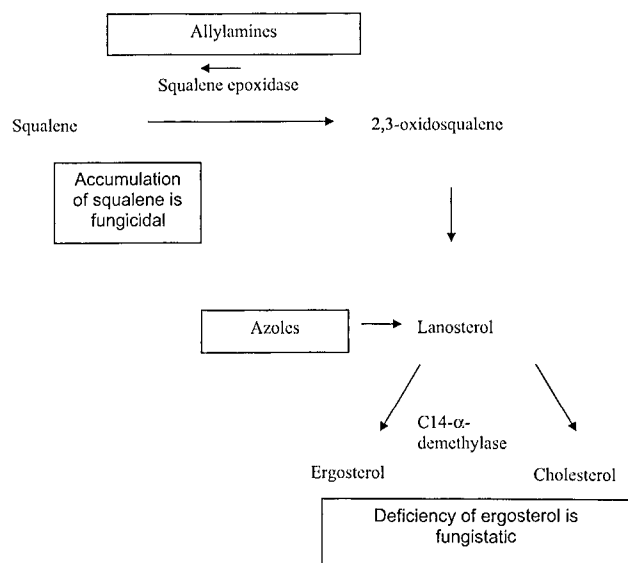 Allylamines
Squalene epoxidase
Squalene
2,3-oxidosqualene
Accumulation
of squalene is
fungicidal
Azoles
Lanosterol
C14-α-
demethylase
Ergosterol
Cholesterol
Deficiency of ergosterol is
fungistatic